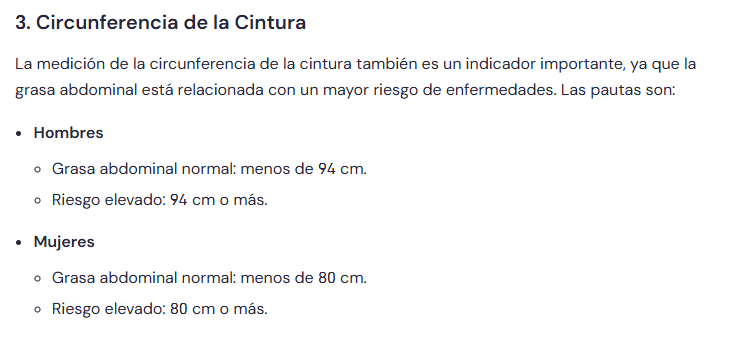 3. Circunferencia de la Cintura
La medición de la circunferencia de la cintura también es un indicador importante, ya que la
grasa abdominal está relacionada con un mayor riesgo de enfermedades. Las pautas son:
• Hombres
◦ Grasa abdominal normal: menos de 94 cm.
◦ Riesgo elevado: 94 cm o más.
• Mujeres
◦ Grasa abdominal normal: menos de 80 cm.
◦ Riesgo elevado: 80 cm o más.